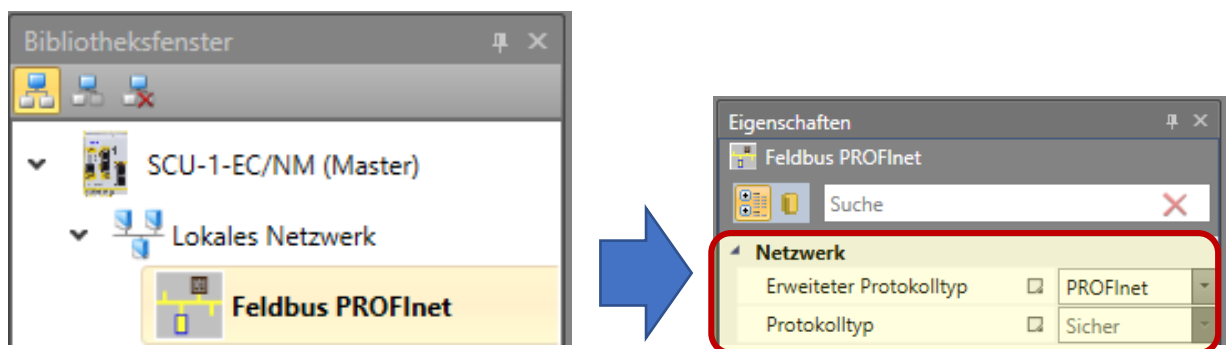 Bibliotheksfenster
SCU-1-EC/NM (Master)
Lokales Netzwerk
Feldbus PROFInet
Eigenschaften
Feldbus PROFInet
Suche
Netzwerk
Erweiteter Protokolltyp PROFInet
Protokolltyp Sicher